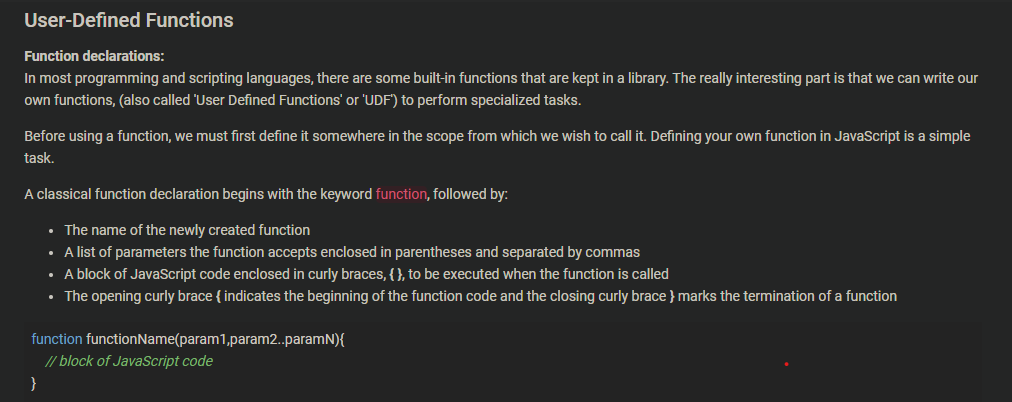 User-Defined Functions
Function declarations:
In most programming and scripting languages, there are some built-in functions that are kept in a library. The really interesting part is that we can write our
own functions, (also called 'User Defined Functions' or 'UDF') to perform specialized tasks.
Before using a function, we must first define it somewhere in the scope from which we wish to call it. Defining your own function in JavaScript is a simple
task.
A classical function declaration begins with the keyword function, followed by:
• The name of the newly created function
• A list of parameters the function accepts enclosed in parentheses and separated by commas
• A block of JavaScript code enclosed in curly braces, { }, to be executed when the function is called
• The opening curly brace { indicates the beginning of the function code and the closing curly brace } marks the termination of a function
function functionName(param1,param2..paramN){
// block of JavaScript code
}